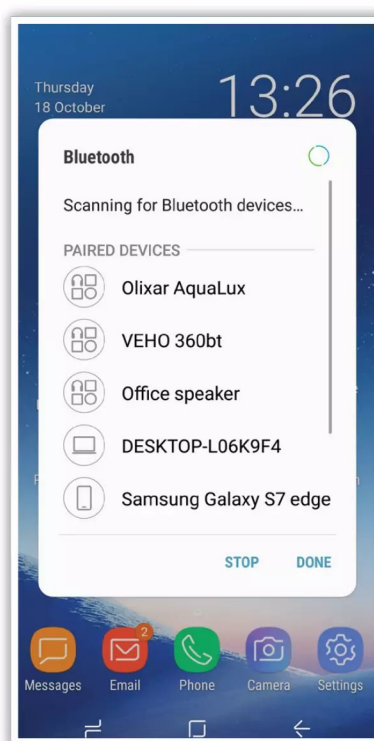 Thursday
18 October
13:26
Bluetooth
Scanning for Bluetooth devices...
PAIRED DEVICES
Olixar AquaLux
VEHO 360bt
Office speaker
DESKTOP-L06K9F4
Samsung Galaxy S7 edge
STOP DONE
2
Messages Email Phone Camera Settings